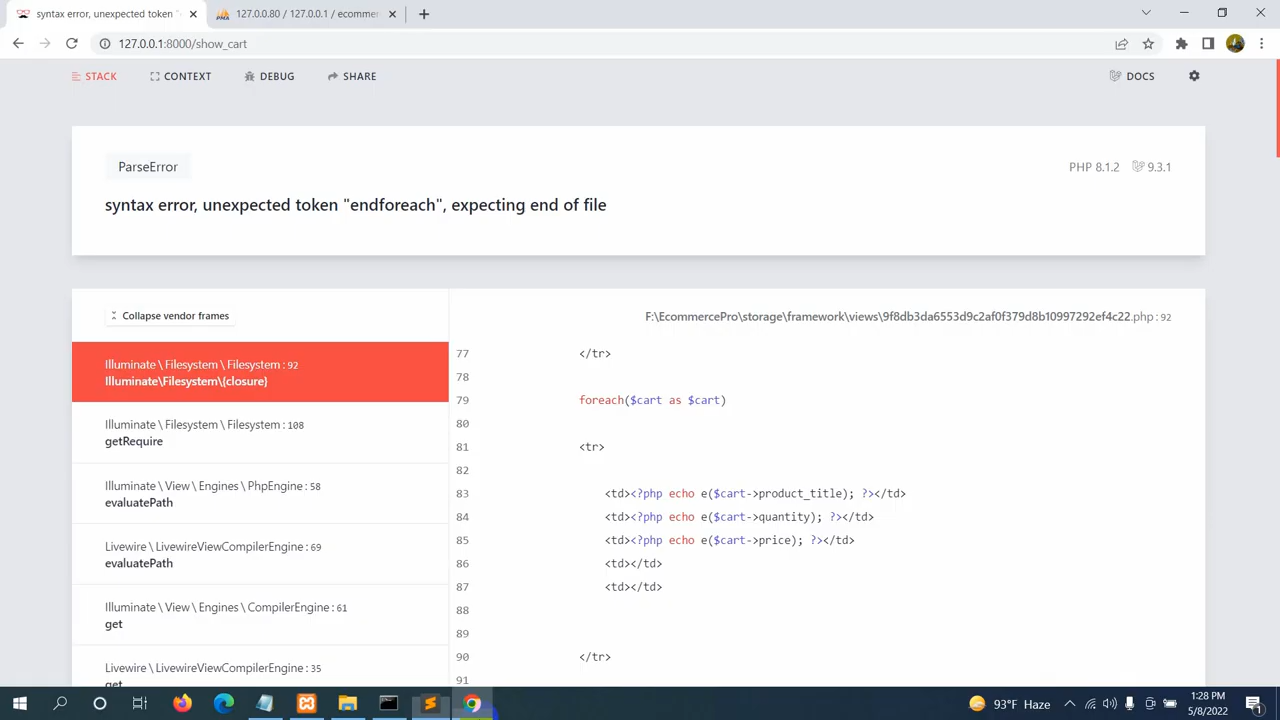 syntax error, unexpected token "
127.0.0.80 / 127.0.0.1 / ecomme
127.0.0.1:8000/show_cart
STACK
CONTEXT
DEBUG
SHARE
DOCS
ParseError
PHP 8.1.2
9.3.1
syntax error, unexpected token "endforeach", expecting end of file
Collapse vendor frames
F:\EcommercePro\storage\framework\views\9f8db3da6553d9c2af0f379d8b10997292ef4c22.php : 92
Illuminate \ Filesystem \ Filesystem : 92
Illuminate\Filesystem\{closure}
Illuminate \ Filesystem \ Filesystem : 108
getRequire
Illuminate \ View \ Engines \ PhpEngine : 58
evaluatePath
Livewire \ LivewireViewCompilerEngine : 69
evaluatePath
Illuminate \ View \ Engines \ CompilerEngine : 61
get
Livewire \ LivewireViewCompilerEngine : 35
get
77 </tr>
78
79 foreach($cart as $cart)
80
81 <tr>
82
83 <td><?php echo e($cart->product_title); ?></td>
84 <td><?php echo e($cart->quantity); ?></td>
85 <td><?php echo e($cart->price); ?></td>
86 <td></td>
87 <td></td>
88
89
90 </tr>
91
93°F Haze
1:28 PM
5/8/2022